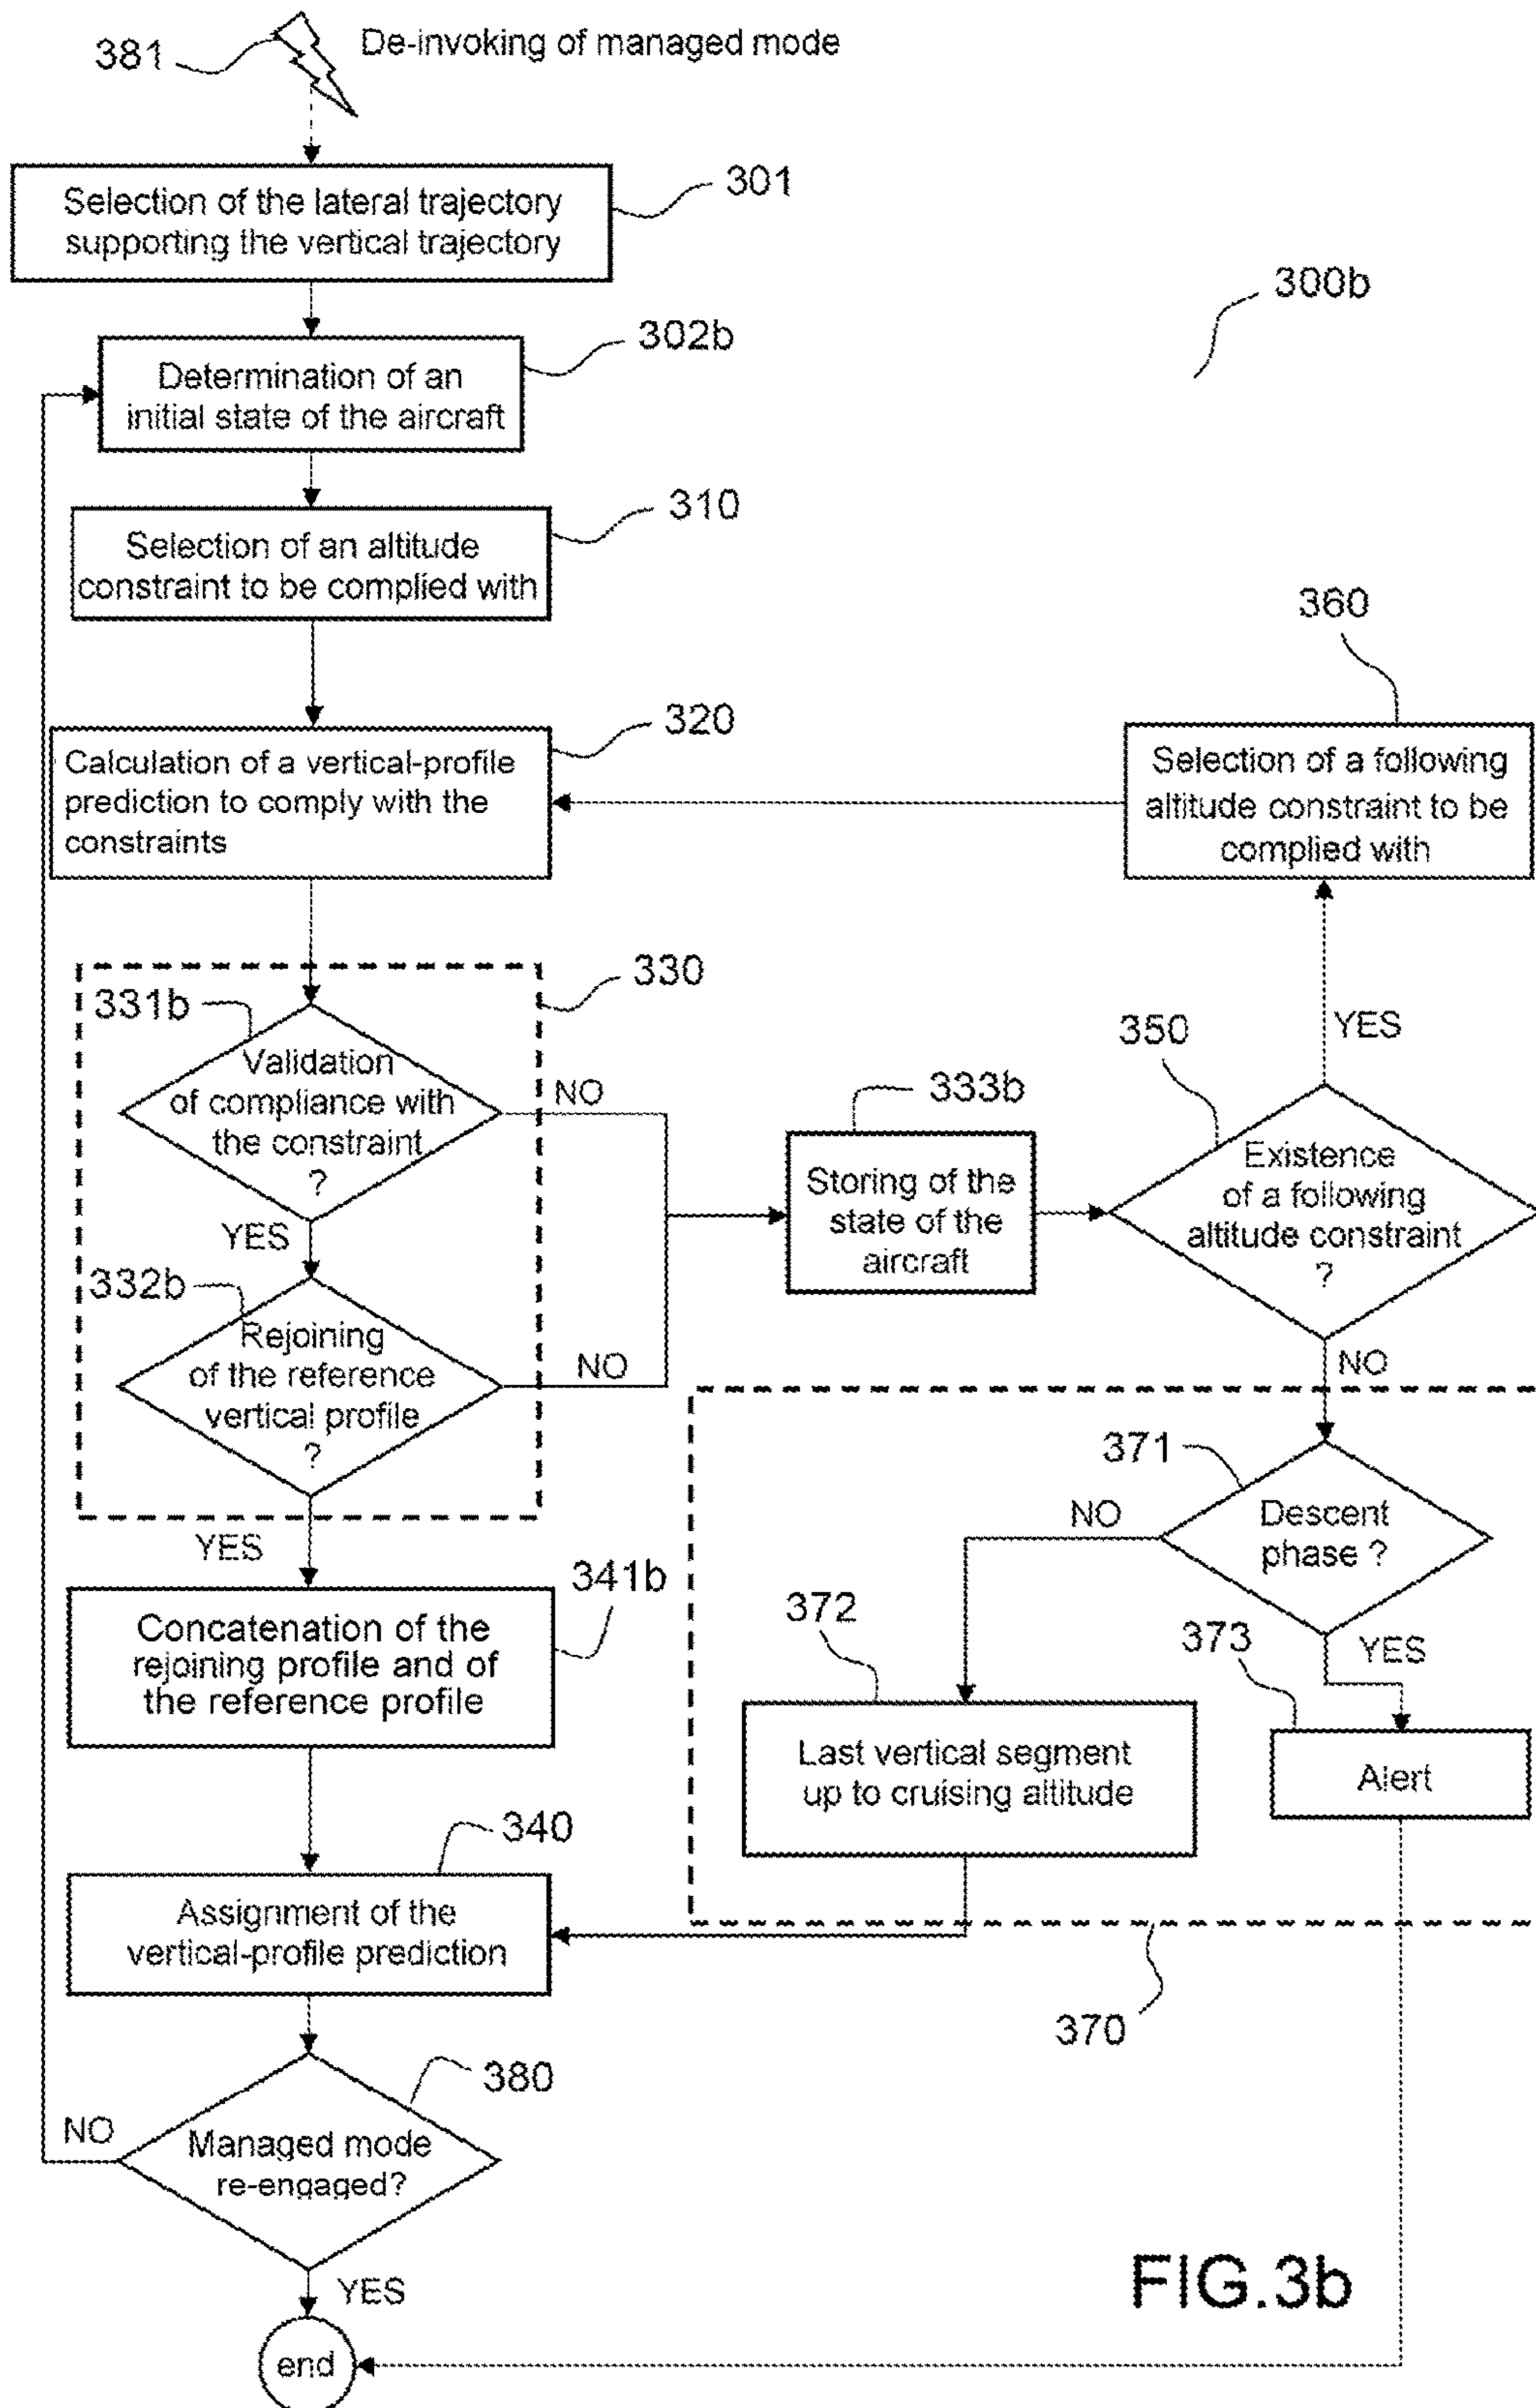 381
De-invoking of managed mode
Selection of the lateral trajectory
supporting the vertical trajectory
301
300b
302b
Determination of an
initial state of the aircraft
310
Selection of an altitude
constraint to be complied with
360
320
Calculation of a vertical-profile
prediction to comply with the
constraints
Selection of a following
altitude constraint to be
complied with
330
331b
Validation
of compliance with
the constraint
?
NO
YES
333b
Storing of the
state of the
aircraft
350
YES
Existence
of a following
altitude constraint
?
NO
332b
Rejoining
of the reference
vertical profile
?
NO
YES
371
Descent
phase ?
NO
YES
341b
Concatenation of the
rejoining profile and of
the reference profile
372
Last vertical segment
up to cruising altitude
373
Alert
340
Assignment of the
vertical-profile prediction
370
380
Managed mode
re-engaged?
NO
YES
end
FIG.3b